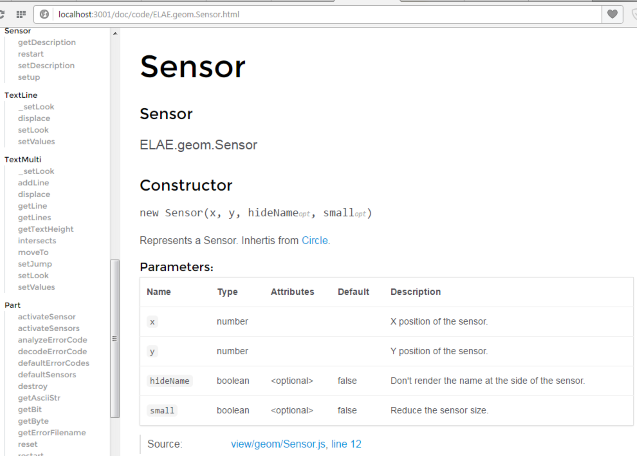 localhost:3001/doc/code/ELAE.geom.Sensor.html
Sensor
getDescription
restart
setDescription
setup
TextLine
_setLook
displace
setLook
setValues
TextMulti
_setLook
addLine
displace
getLine
getLines
getTextHeight
intersects
moveTo
setJump
setLook
setValues
Part
activateSensor
activateSensors
analyzeErrorCode
decodeErrorCode
defaultErrorCodes
defaultSensors
destroy
getAsciiStr
getBit
getByte
getErrorFilename
reset
restart
Sensor
Sensor
ELAE.geom.Sensor
Constructor
new Sensor(x, y, hideNameopt, smallopt)
Represents a Sensor. Inhertis from Circle.
Parameters:
Name Type Attributes Default Description
x number X position of the sensor.
y number Y position of the sensor.
hideName boolean <optional> false Don't render the name at the side of the sensor.
small boolean <optional> false Reduce the sensor size.
Source: view/geom/Sensor.js, line 12